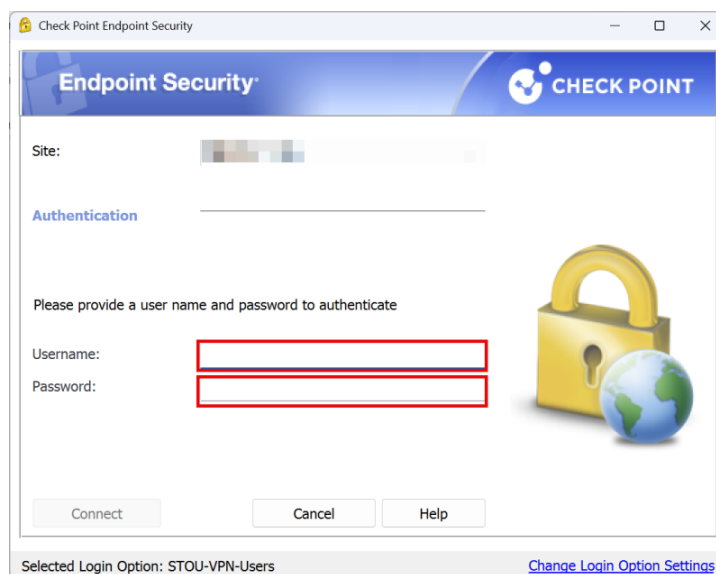 Check Point Endpoint Security
Endpoint Security
CHECK POINT
Site:
Authentication
Please provide a user name and password to authenticate
Username:
Password:
Connect Cancel Help
Selected Login Option: STOU-VPN-Users Change Login Option Settings